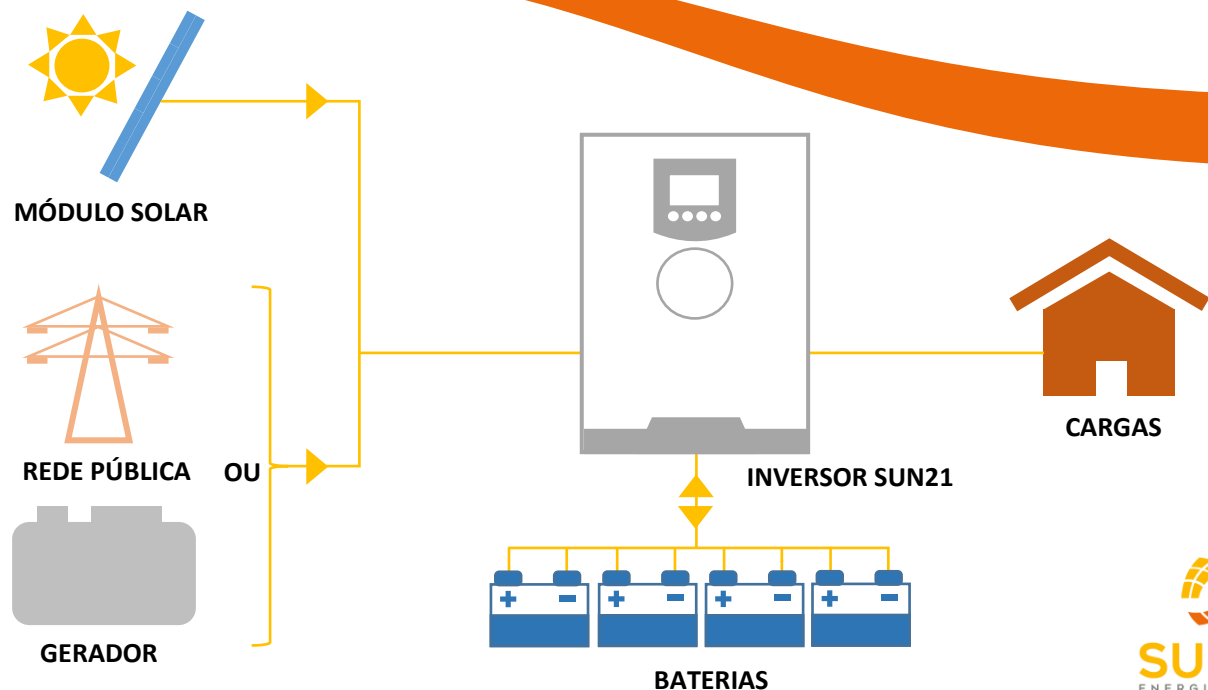 MÓDULO SOLAR
REDE PÚBLICA
OU
GERADOR
INVERSOR SUN21
CARGAS
BATERIAS